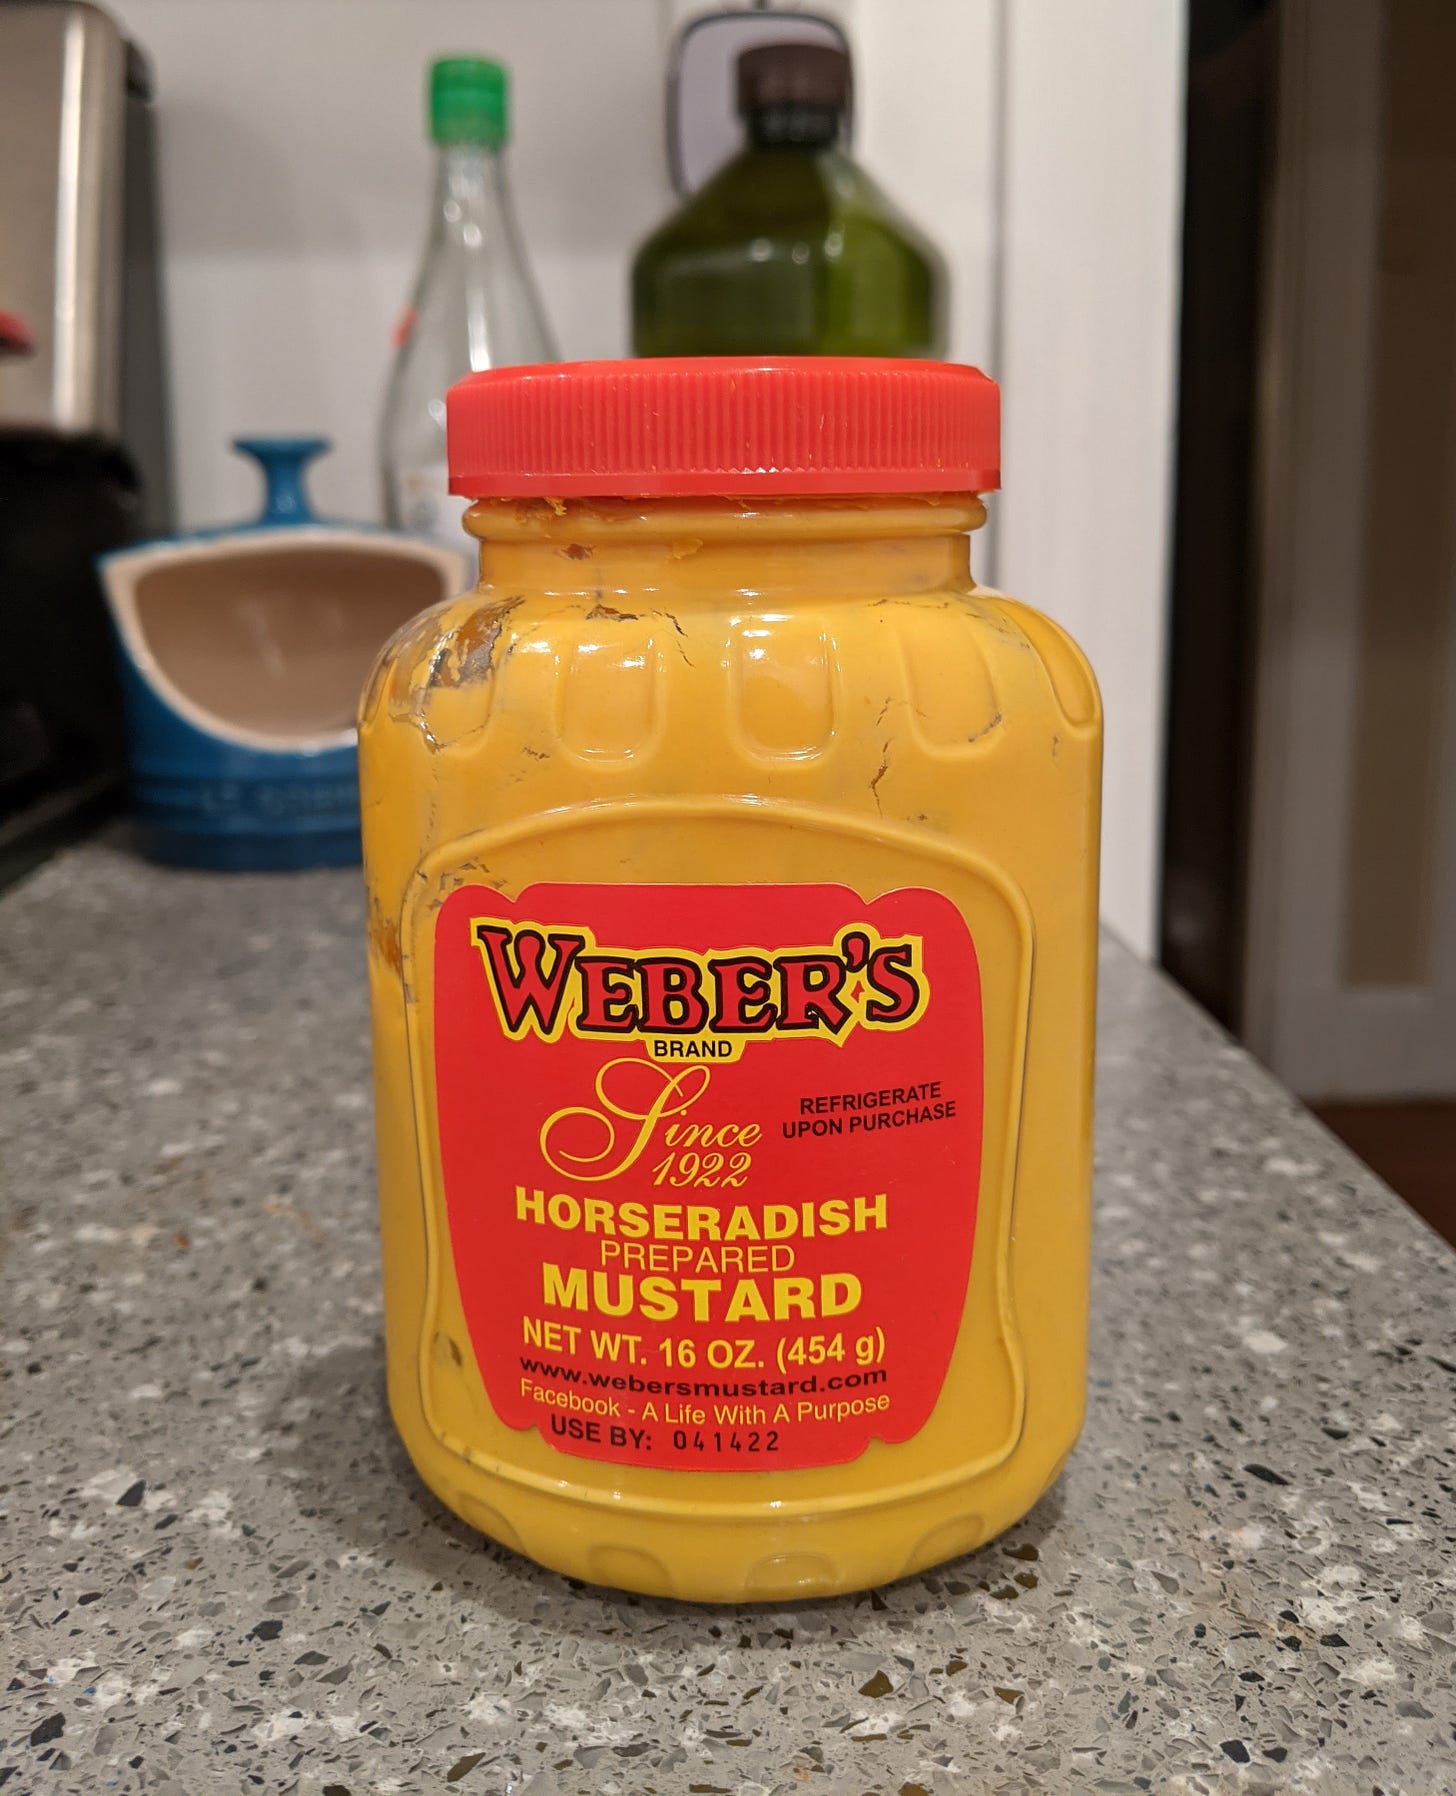 WEBER'S
BRAND
Since
1922
REFRIGERATE
UPON PURCHASE
HORSERADISH
PREPARED
MUSTARD
NET WT. 16 OZ. (454 g)
www.webersmustard.com
Facebook - A Life With A Purpose
USE BY: 041422